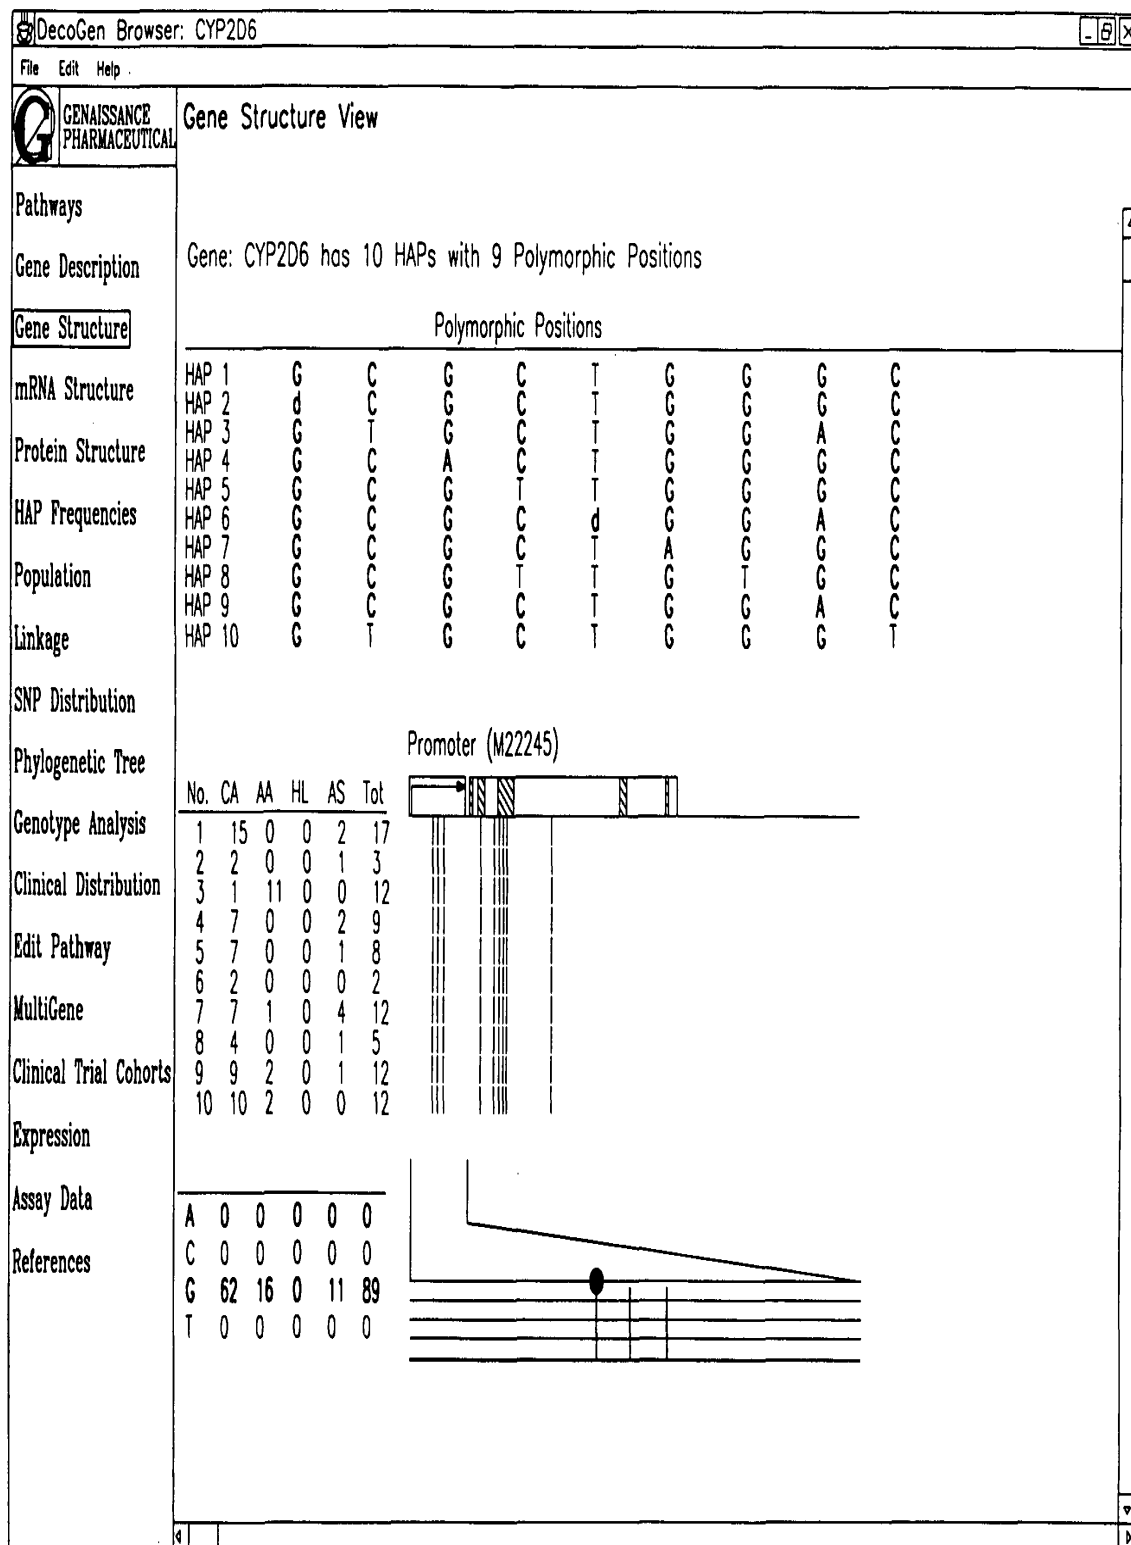 DecoGen Browser: CYP2D6
File Edit Help
G GENAISSANCE PHARMACEUTICAL
Gene Structure View
Pathways
Gene Description
Gene Structure
mRNA Structure
Protein Structure
HAP Frequencies
Population
Linkage
SNP Distribution
Phylogenetic Tree
Genotype Analysis
Clinical Distribution
Edit Pathway
MultiGene
Clinical Trial Cohorts
Expression
Assay Data
References
Gene: CYP2D6 has 10 HAPs with 9 Polymorphic Positions
Polymorphic Positions
HAP 1 G C G C T G G G C
HAP 2 d C G C T G G G C
HAP 3 G T G C T G G A C
HAP 4 G C A C T G G G C
HAP 5 G C G T T G G G C
HAP 6 G C G C d G G A C
HAP 7 G C G C T A G G C
HAP 8 G C G T T G T G C
HAP 9 G C G C T G G A C
HAP 10 G T G C T G G G T
Promoter (M22245)
No. CA AA HL AS Tot
1 15 0 0 2 17
2 2 0 0 1 3
3 1 11 0 0 12
4 7 0 0 2 9
5 7 0 0 1 8
6 2 0 0 0 2
7 7 1 0 4 12
8 4 0 0 1 5
9 9 2 0 1 12
10 10 2 0 0 12
A 0 0 0 0 0
C 0 0 0 0 0
G 62 16 0 11 89
T 0 0 0 0 0